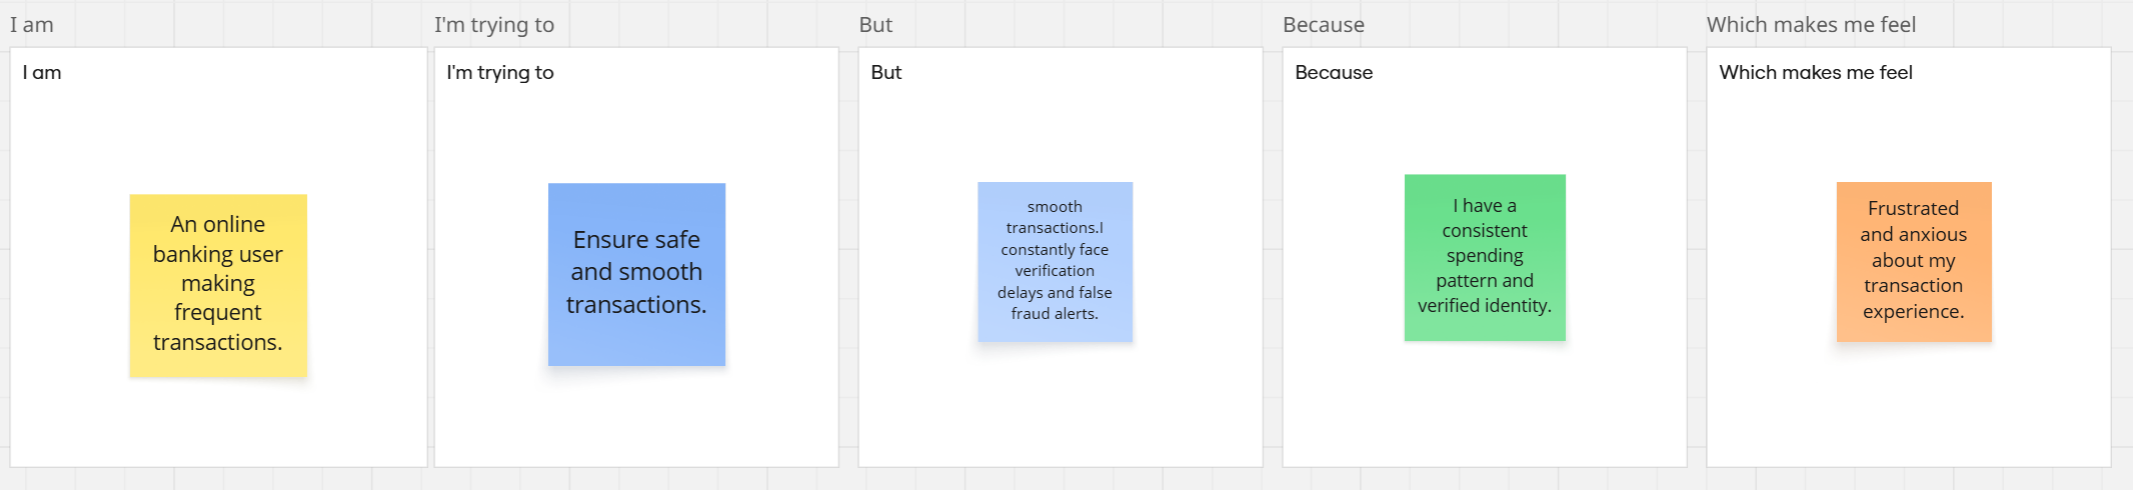 I am
I'm trying to
But
Because
Which makes me feel
I am
I'm trying to
But
Because
Which makes me feel
An online
banking user
making
frequent
transactions.
Ensure safe
and smooth
transactions.
smooth
transactions.I
constantly face
verification
delays and false
fraud alerts.
I have a
consistent
spending
pattern and
verified identity.
Frustrated
and anxious
about my
transaction
experience.